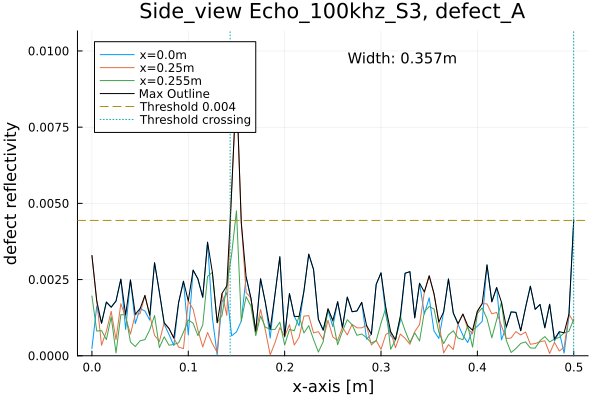 Side_view Echo_100khz_S3, defect_A
0.0100
0.0075
0.0050
0.0025
0.0000
defect reflectivity
x=0.0m
x=0.25m
x=0.255m
Max Outline
Threshold 0.004
Threshold crossing
Width: 0.357m
0.0 0.1 0.2 0.3 0.4 0.5
x-axis [m]